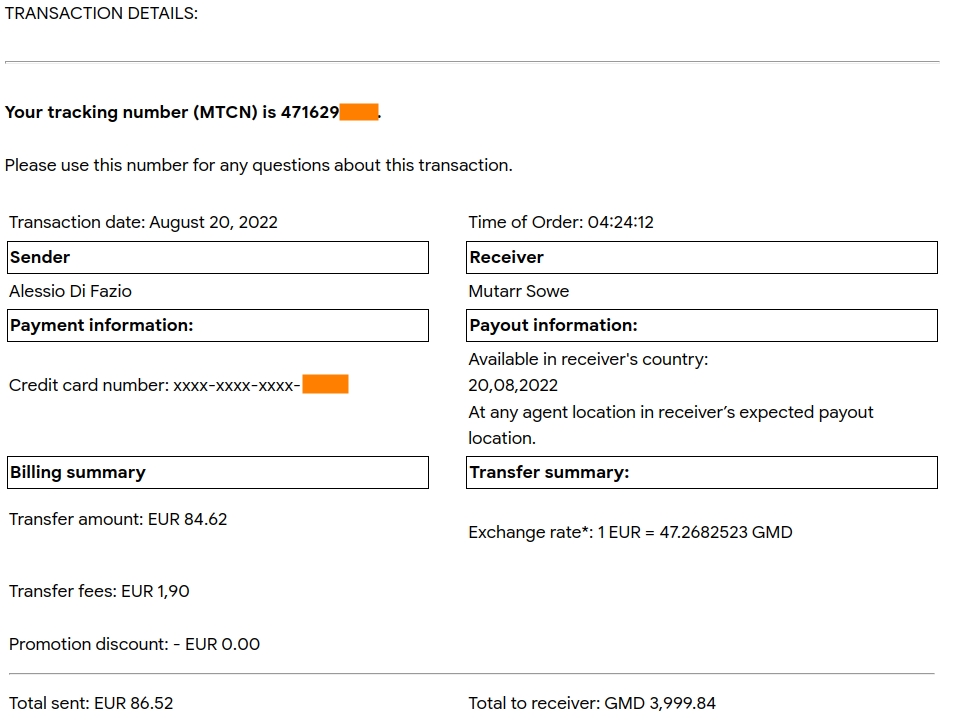 TRANSACTION DETAILS:
Your tracking number (MTCN) is 471629 .
Please use this number for any questions about this transaction.
Transaction date: August 20, 2022
Time of Order: 04:24:12
Sender
Receiver
Alessio Di Fazio
Mutarr Sowe
Payment information:
Payout information:
Available in receiver's country:
20,08,2022
Credit card number: xxxx-xxxx-xxxx-
At any agent location in receiver’s expected payout
location.
Billing summary
Transfer summary:
Transfer amount: EUR 84.62
Exchange rate*: 1 EUR = 47.2682523 GMD
Transfer fees: EUR 1,90
Promotion discount: - EUR 0.00
Total sent: EUR 86.52
Total to receiver: GMD 3,999.84